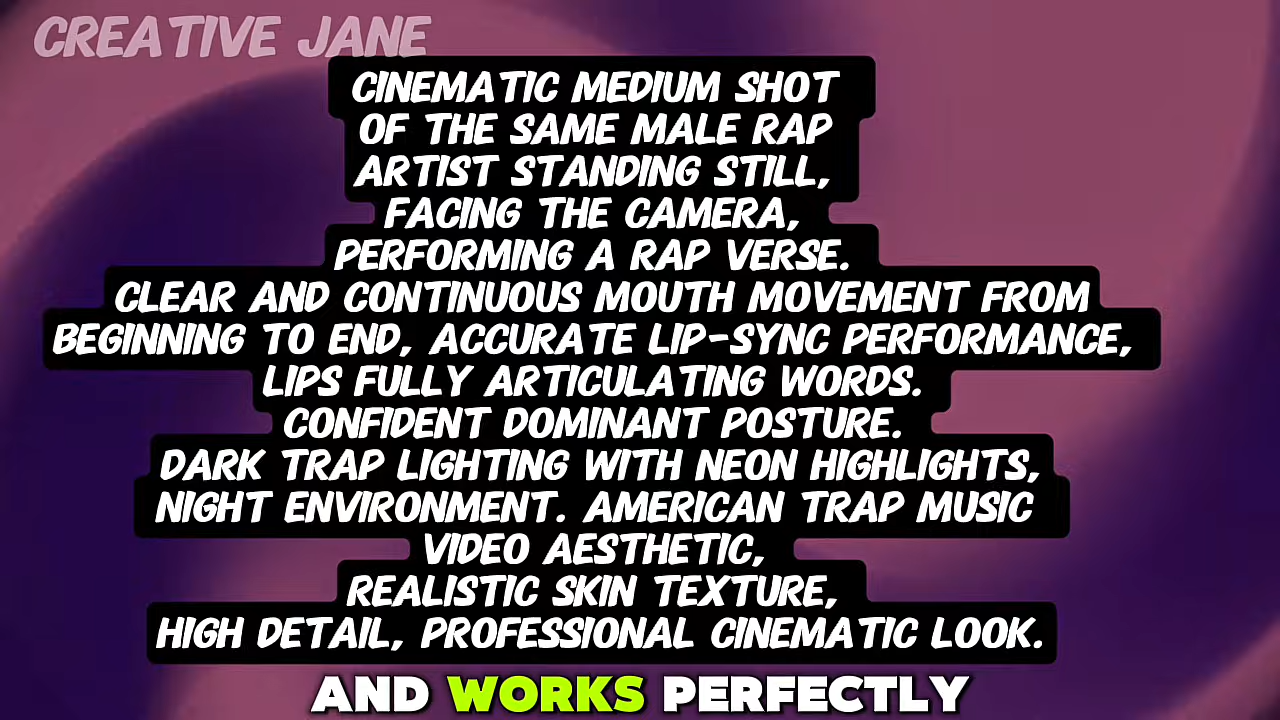 CREATIVE JANE
CINEMATIC MEDIUM SHOT
OF THE SAME MALE RAP
ARTIST STANDING STILL,
FACING THE CAMERA,
PERFORMING A RAP VERSE.
CLEAR AND CONTINUOUS MOUTH MOVEMENT FROM
BEGINNING TO END, ACCURATE LIP-SYNC PERFORMANCE,
LIPS FULLY ARTICULATING WORDS.
CONFIDENT DOMINANT POSTURE.
DARK TRAP LIGHTING WITH NEON HIGHLIGHTS,
NIGHT ENVIRONMENT. AMERICAN TRAP MUSIC
VIDEO AESTHETIC,
REALISTIC SKIN TEXTURE,
HIGH DETAIL, PROFESSIONAL CINEMATIC LOOK.
AND WORKS PERFECTLY